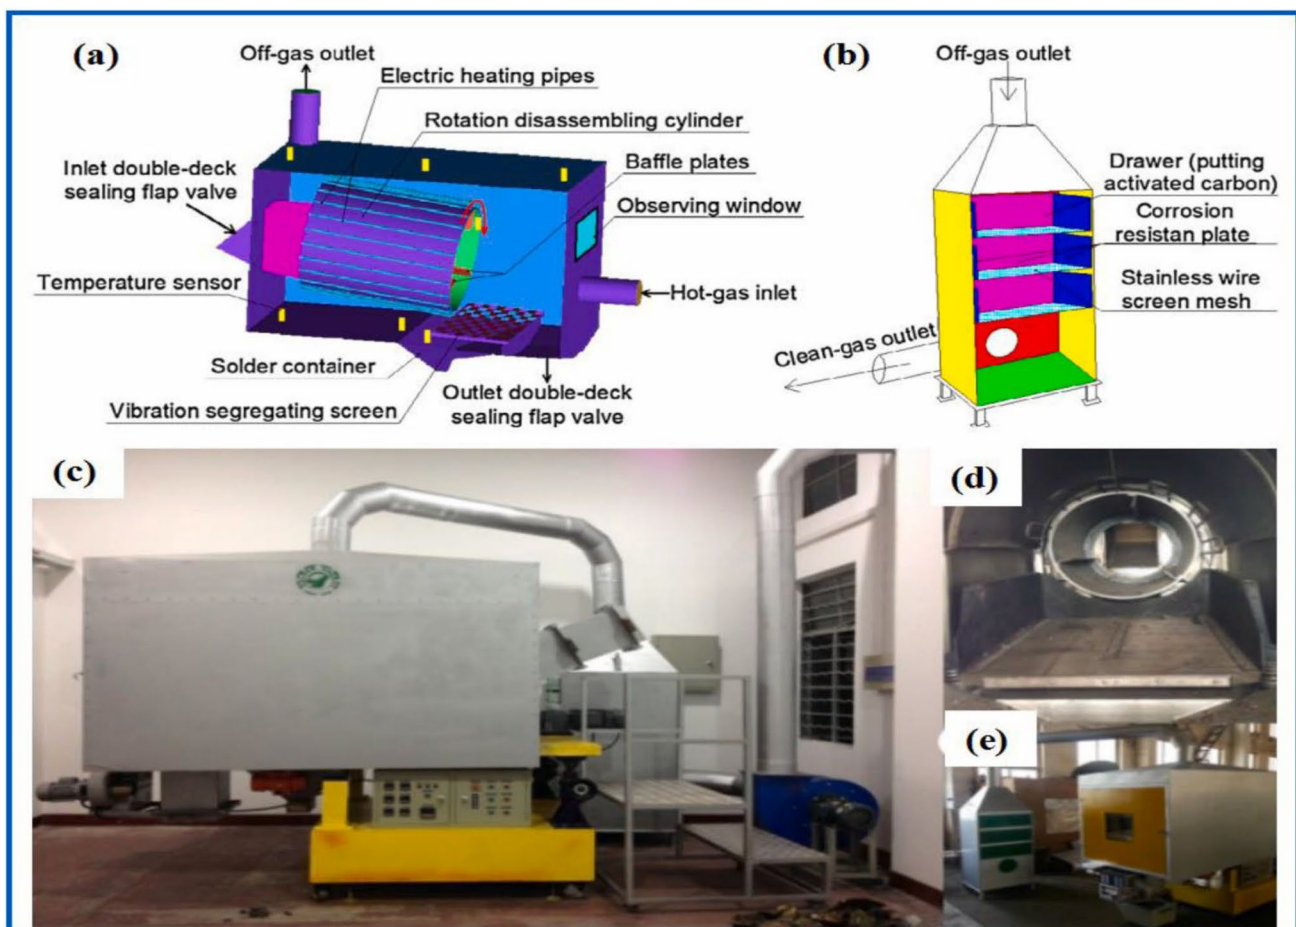 (a)
Off-gas outlet
Electric heating pipes
Rotation disassembling cylinder
Inlet double-deck
sealing flap valve
Baffle plates
Observing window
Temperature sensor
Hot-gas inlet
Solder container
Outlet double-deck
sealing flap valve
Vibration segregating screen
(b)
Off-gas outlet
Drawer (putting
activated carbon)
Corrosion
resistan plate
Stainless wire
screen mesh
Clean-gas outlet
(c)
(d)
(e)